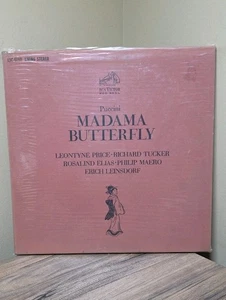 Puccini
MADAMA
BUTTERFLY
LEONTYNE PRICE • RICHARD TUCKER
ROSALIND ELIAS • PHILIP MAERO
ERICH LEINSDORF